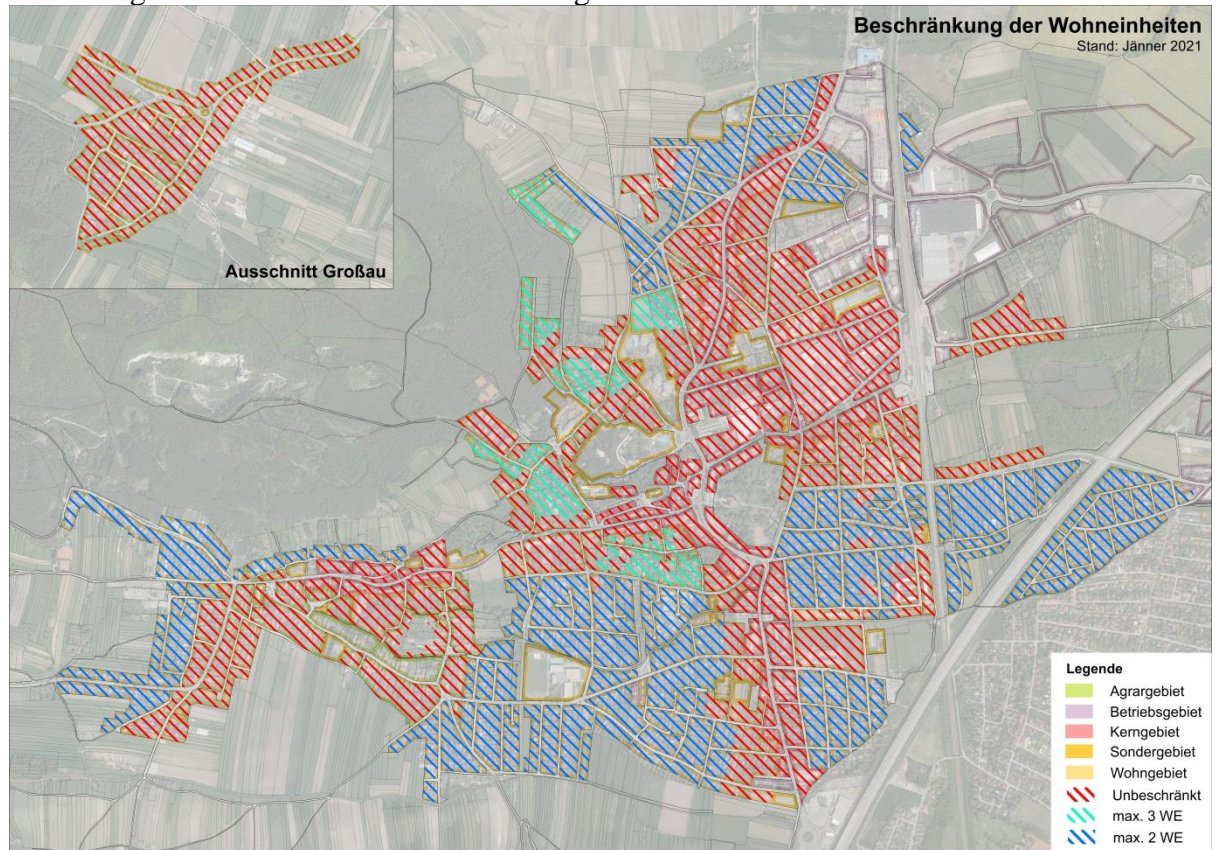 Beschränkung der Wohneinheiten
Stand: Jänner 2021
Ausschnitt Großau
Legende
Agrargebiet
Betriebsgebiet
Kerngebiet
Sondergebiet
Wohngebiet
Unbeschränkt
max. 3 WE
max. 2 WE